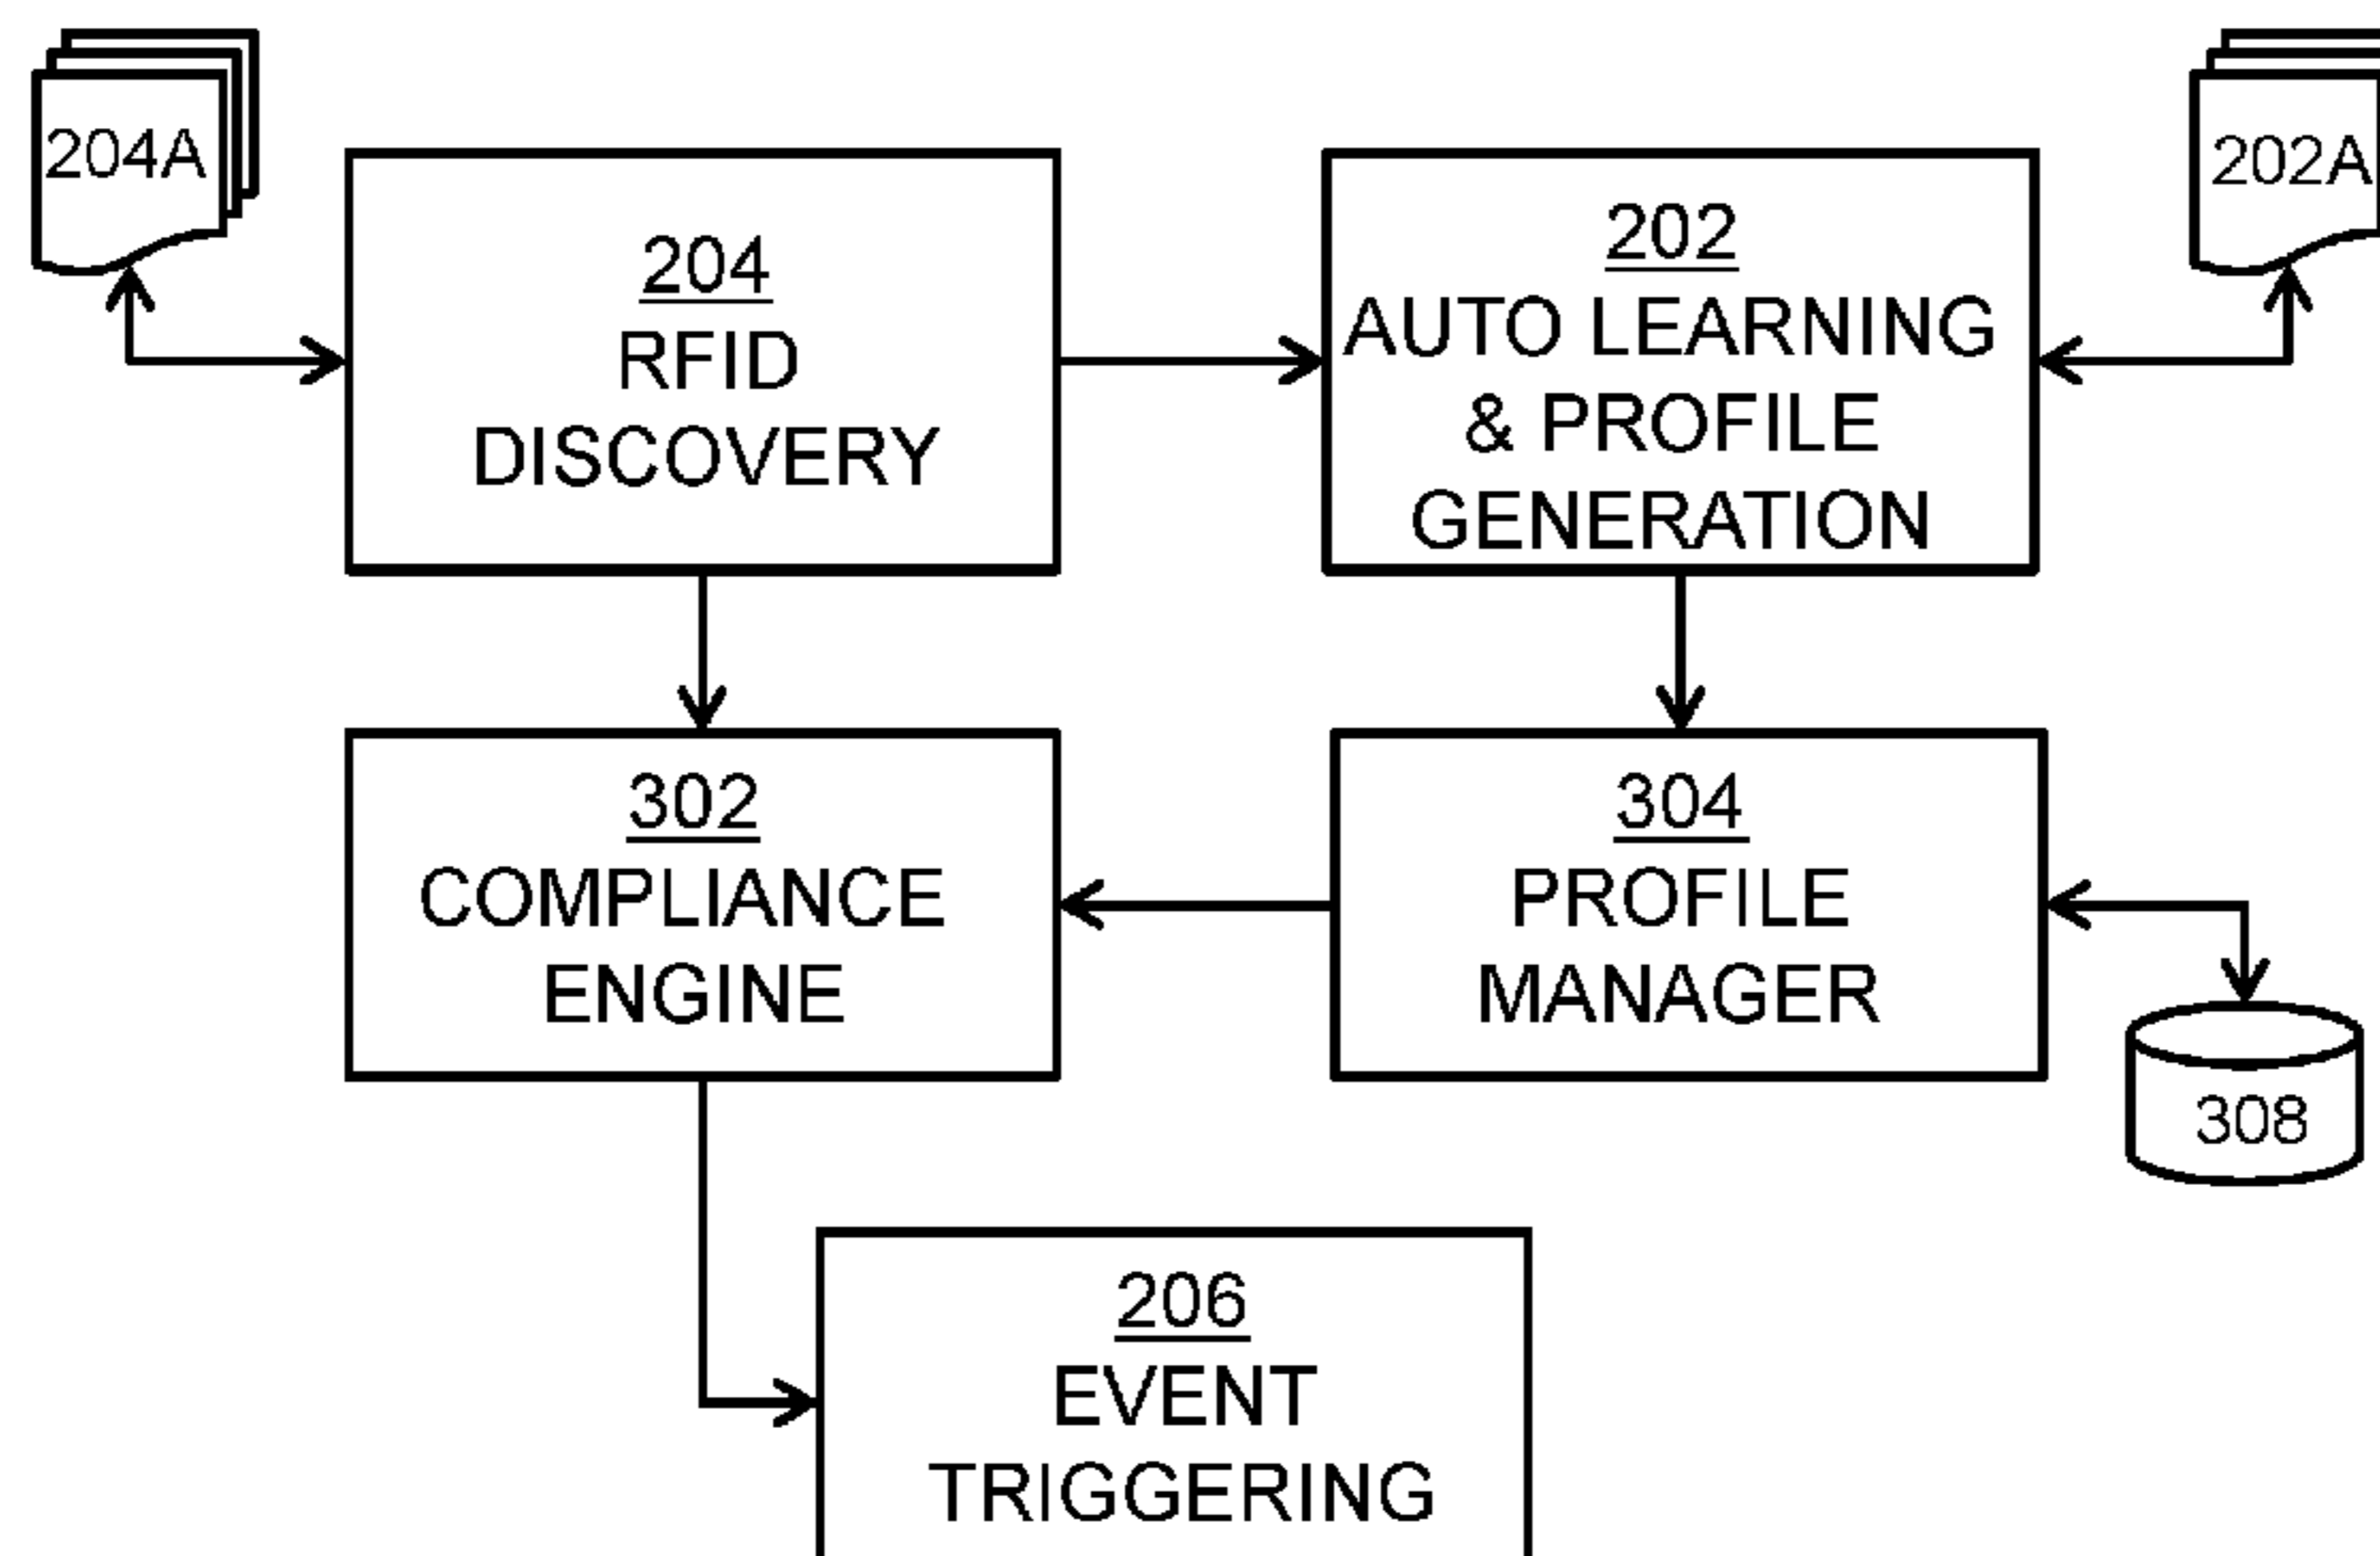 204A
202A
204
RFID
DISCOVERY
202
AUTO LEARNING
& PROFILE
GENERATION
302
COMPLIANCE
ENGINE
304
PROFILE
MANAGER
308
206
EVENT
TRIGGERING